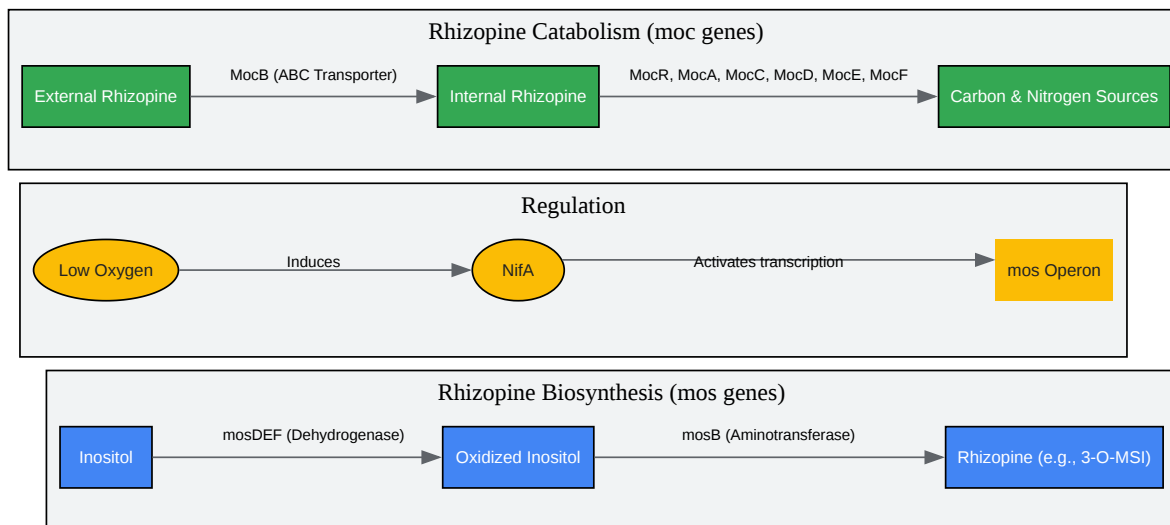 Rhizopine Catabolism (moc genes)
External Rhizopine
MocB (ABC Transporter)
Internal Rhizopine
MocR, MocA, MocC, MocD, MocE, MocF
Carbon & Nitrogen Sources
Regulation
Low Oxygen
Induces
NifA
Activates transcription
mos Operon
Rhizopine Biosynthesis (mos genes)
Inositol
mosDEF (Dehydrogenase)
Oxidized Inositol
mosB (Aminotransferase)
Rhizopine (e.g., 3-O-MSI)